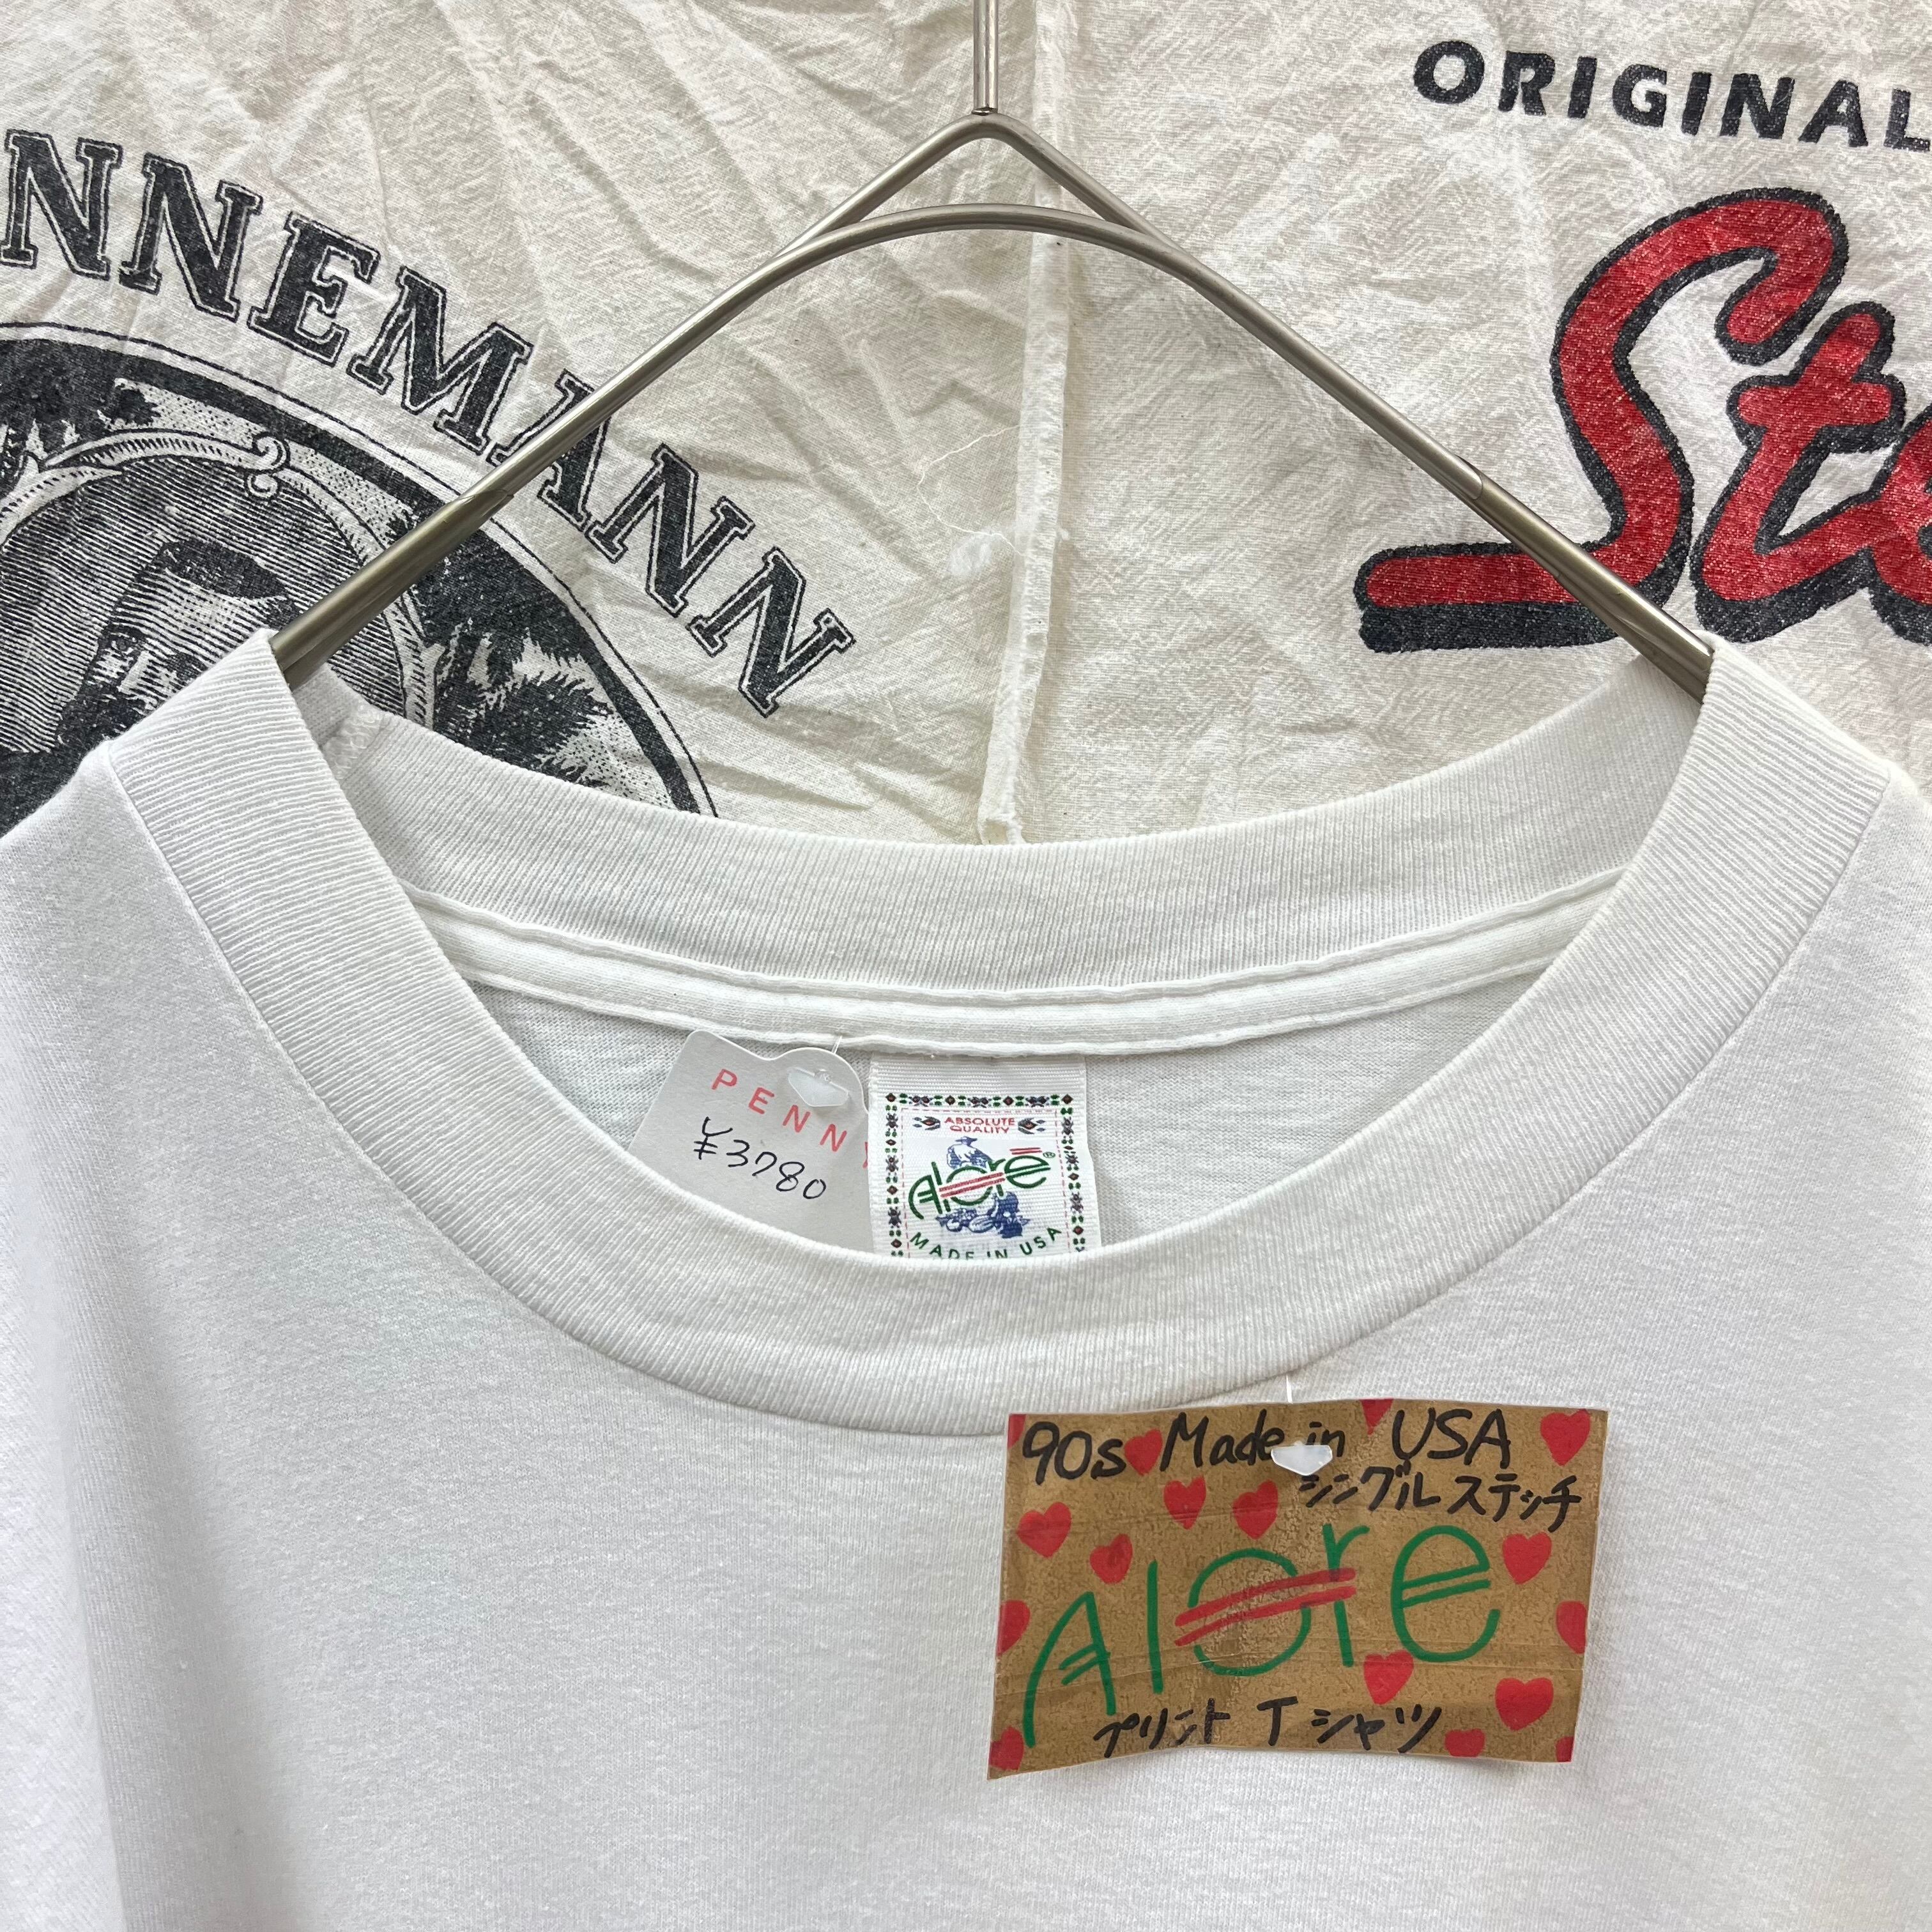 ORIGINAL
NNEMANN
St
PENNY
¥3780
ABSOLUTE
QUALITY
Alore®
MADE IN USA
90s Made in USA
シングルステッチ
Alore
プリント Tシャツ